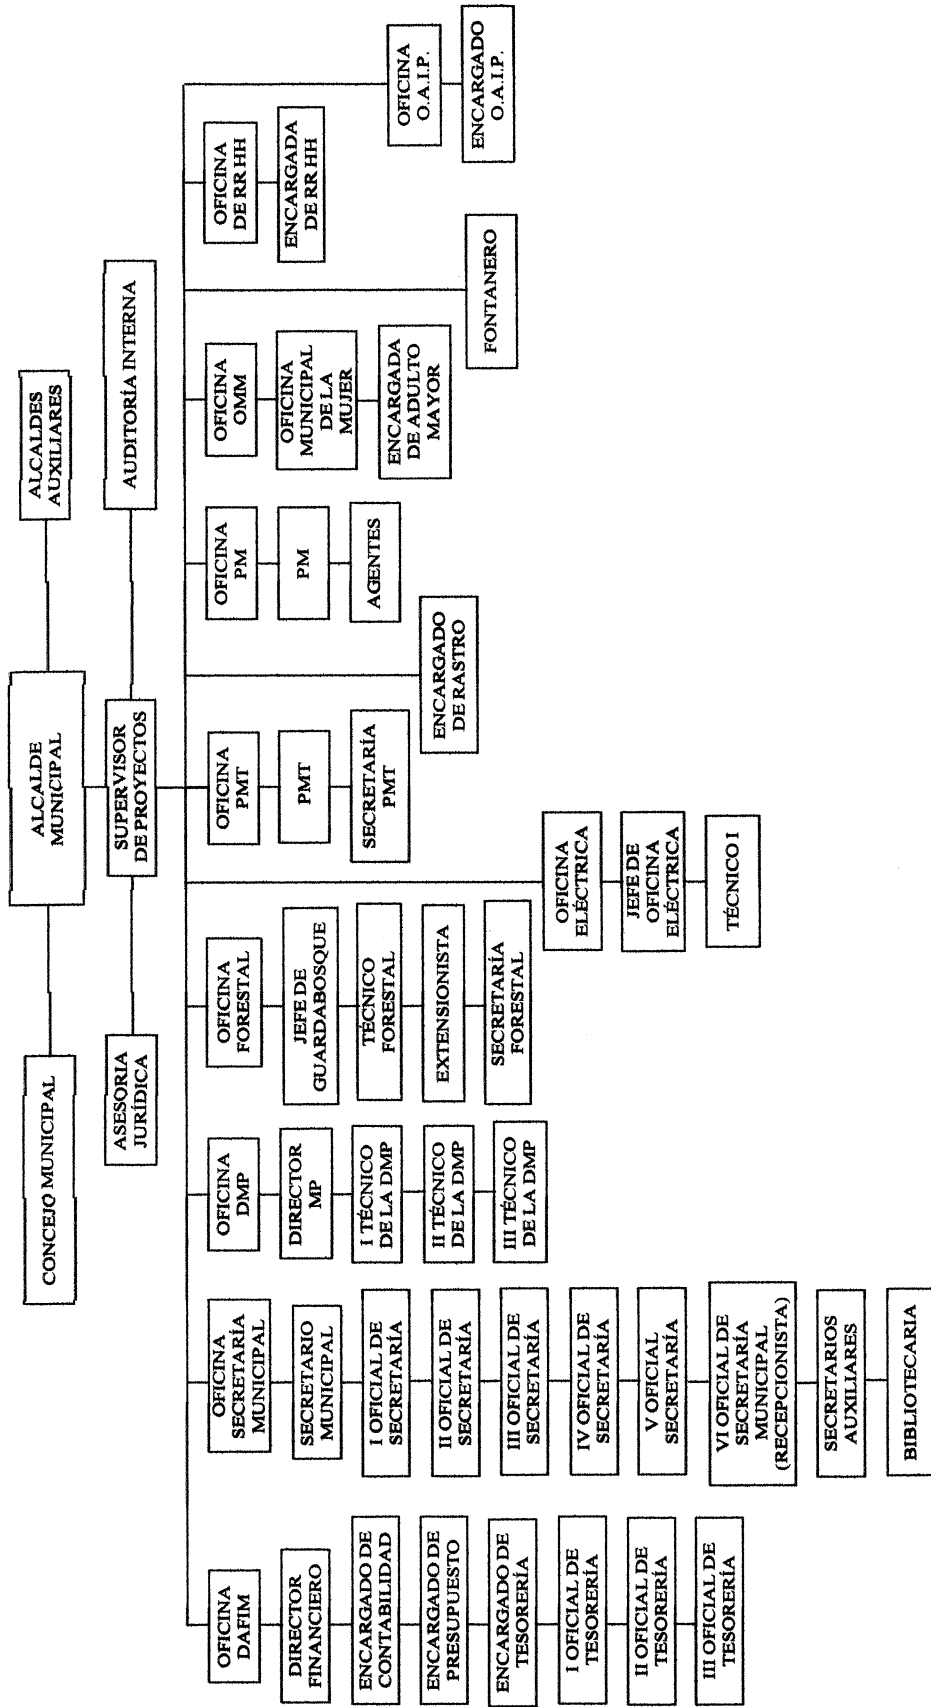 CONCEJO MUNICIPAL
ALCALDE
MUNICIPAL
ALCALDES
AUXILIARES
ASESORIA
JURÍDICA
SUPERVISOR
DE PROYECTOS
AUDITORÍA INTERNA
OFICINA
DAFIM
DIRECTOR
FINANCIERO
ENCARGADO DE
CONTABILIDAD
ENCARGADO DE
PRESUPUESTO
ENCARGADO DE
TESORERÍA
I OFICIAL DE
TESORERÍA
II OFICIAL DE
TESORERÍA
III OFICIAL DE
TESORERÍA
OFICINA
SECRETARÍA
MUNICIPAL
SECRETARIO
MUNICIPAL
I OFICIAL DE
SECRETARÍA
II OFICIAL DE
SECRETARÍA
III OFICIAL DE
SECRETARÍA
IV OFICIAL DE
SECRETARÍA
V OFICIAL
SECRETARÍA
VI OFICIAL DE
SECRETARÍA
MUNICIPAL
(RECEPCIONISTA)
SECRETARIOS
AUXILIARES
BIBLIOTECARIA
OFICINA
DMP
DIRECTOR
MP
I TÉCNICO
DE LA DMP
II TÉCNICO
DE LA DMP
III TÉCNICO
DE LA DMP
OFICINA
FORESTAL
JEFE DE
GUARDABOSQUE
TÉCNICO
FORESTAL
EXTENSIONISTA
SECRETARÍA
FORESTAL
OFICINA
ELÉCTRICA
JEFE DE
OFICINA
ELÉCTRICA
TÉCNICO I
OFICINA
PMT
PMT
SECRETARÍA
PMT
ENCARGADO
DE RASTRO
OFICINA
PM
PM
AGENTES
OFICINA
OMM
OFICINA
MUNICIPAL
DE LA
MUJER
ENCARGADA
DE ADULTO
MAYOR
FONTANERO
OFICINA
DE RR HH
ENCARGADA
DE RR HH
OFICINA
O.A.I.P.
ENCARGADO
O.A.I.P.